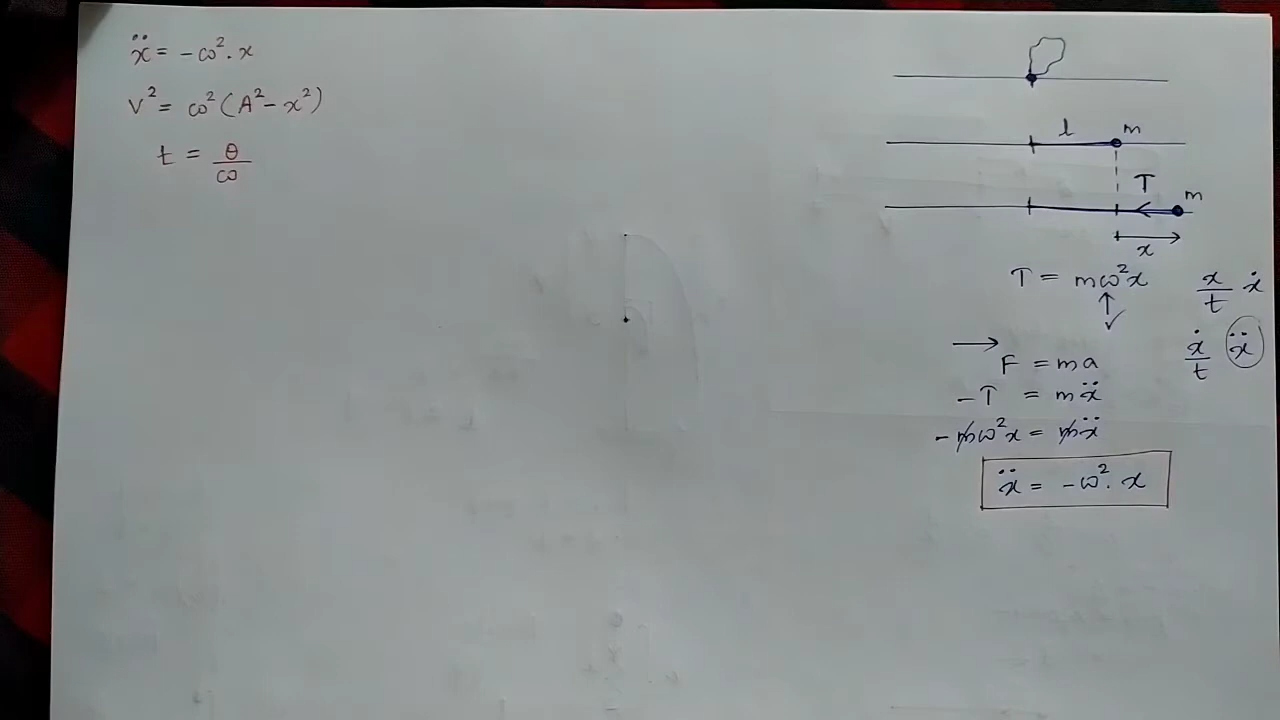 ẍ = -ω². x
v² = ω²(A² - x²)
t = θ/ω
l m
T m
x
T = mω²x
↑
✓
x/t ẋ
ẋ/t ẍ
→ F = ma
-T = mẍ
-mω²x = mẍ
ẍ = -ω². x